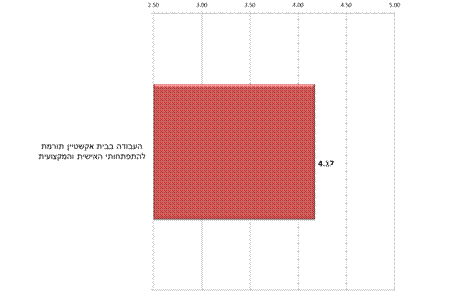 2.50 3.00 3.50 4.00 4.50 5.00
העבודה בבית אקשטיין תורמת
להתפתחותי האישית והמקצועית
4.17